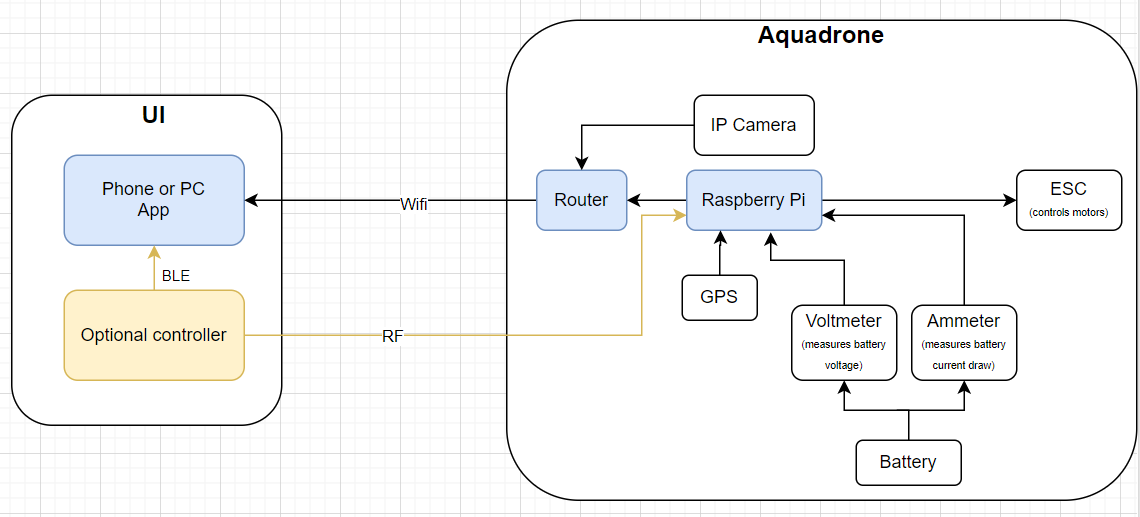 Aquadrone
UI
IP Camera
Phone or PC
App
Wifi
Router
Raspberry Pi
ESC
(controls motors)
BLE
GPS
Optional controller
RF
Voltmeter
(measures battery
voltage)
Ammeter
(measures battery
current draw)
Battery